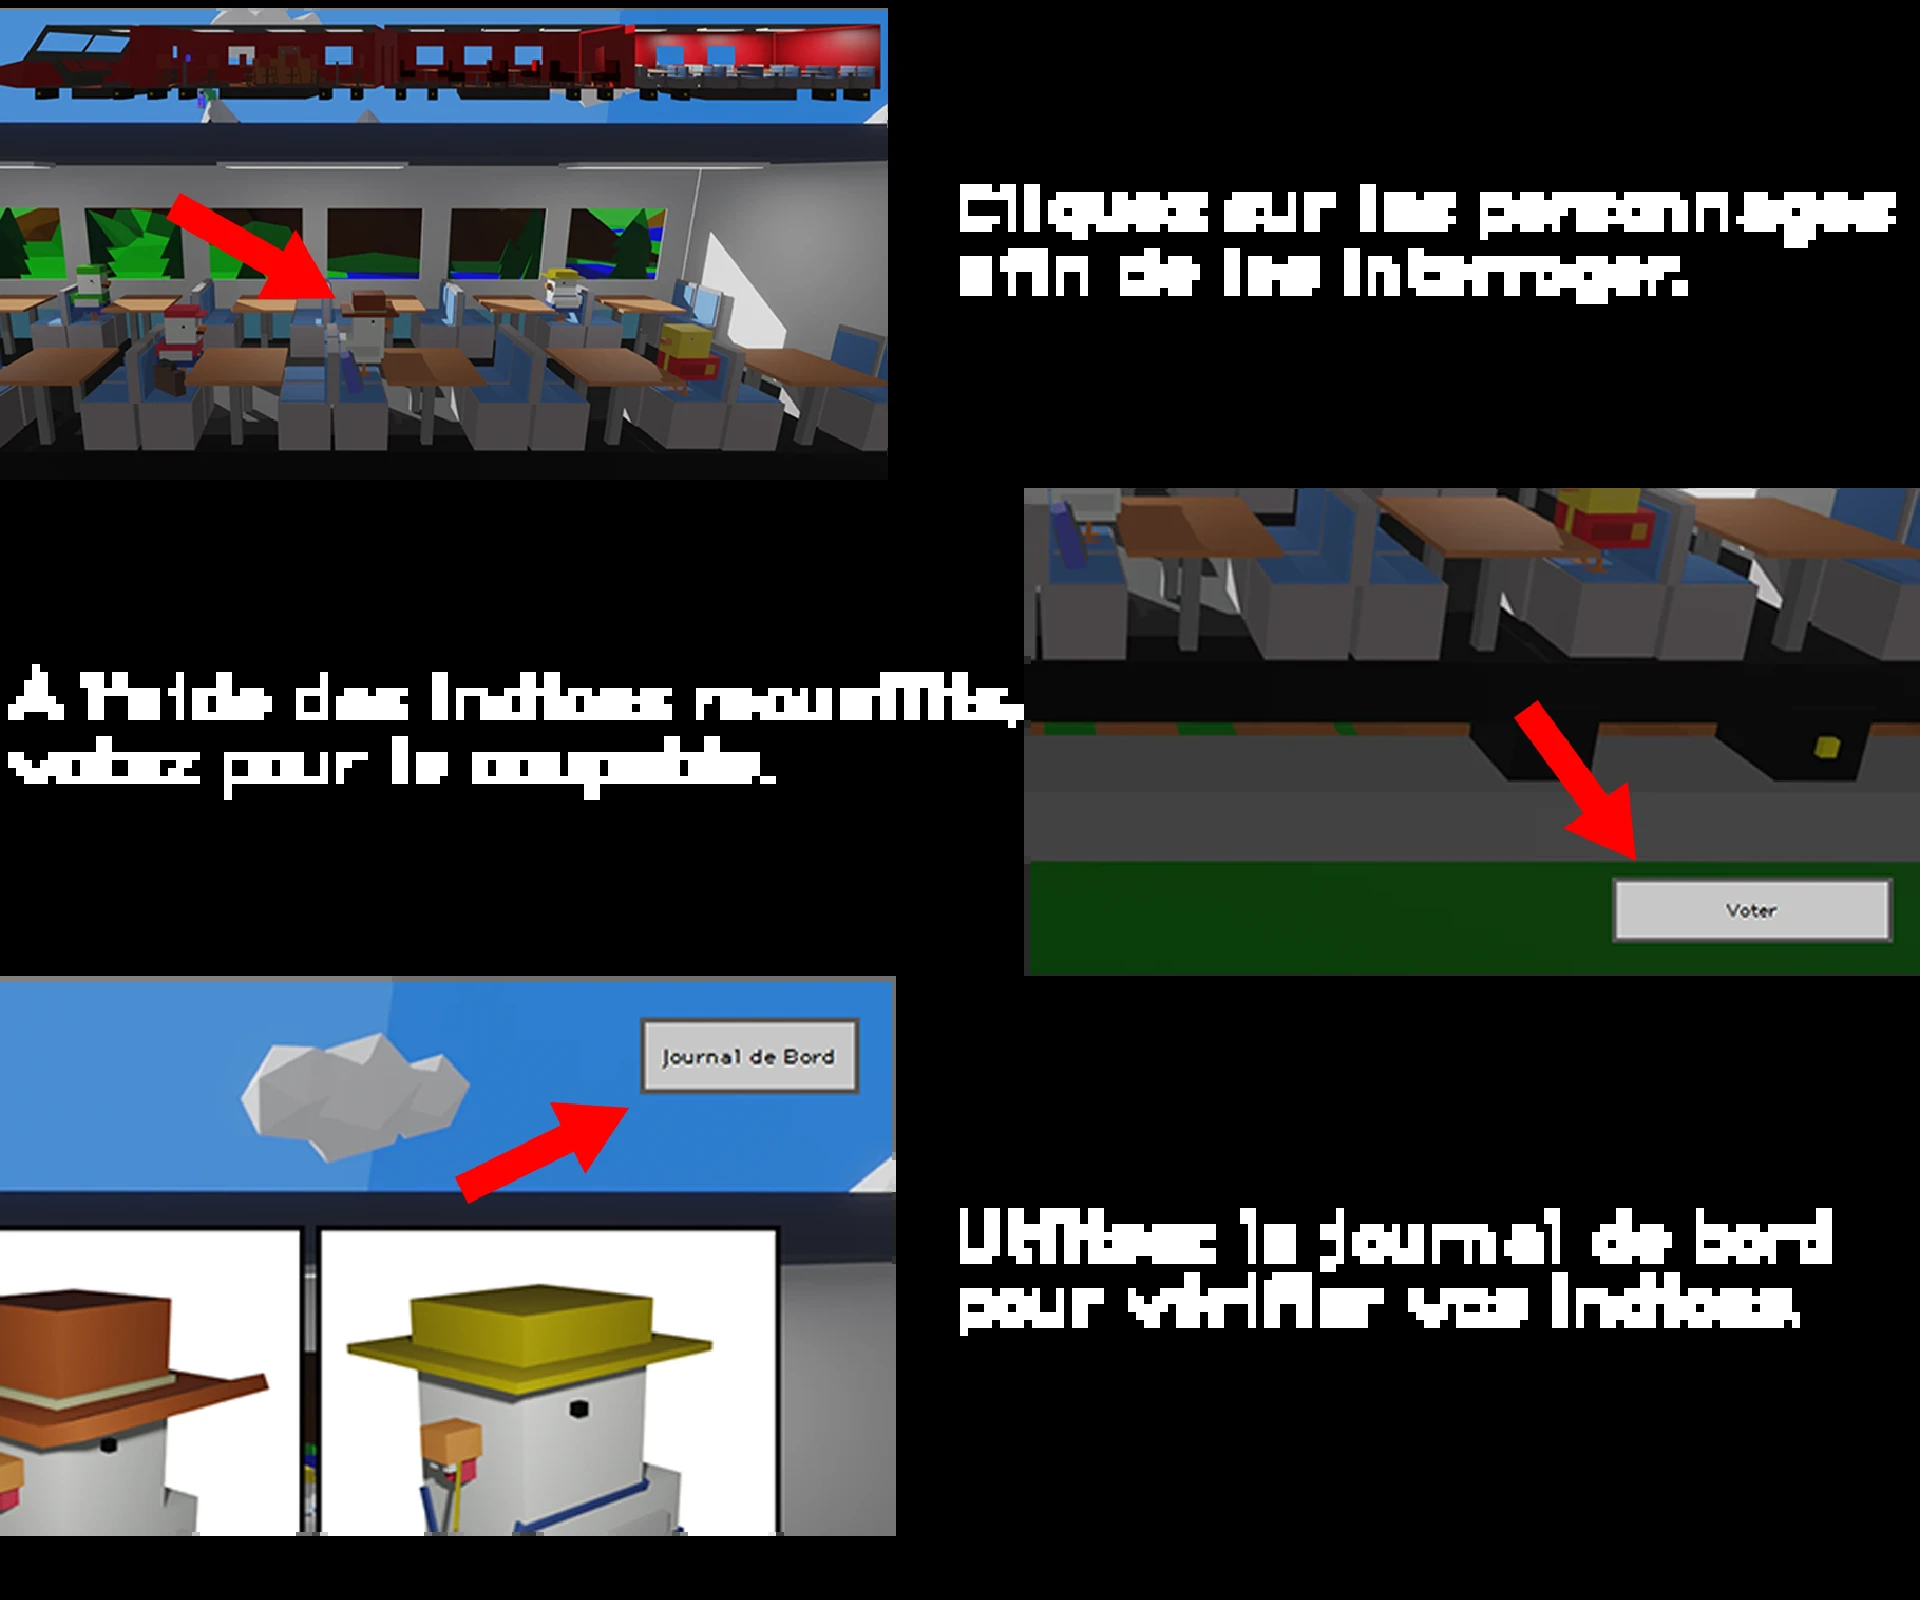 Cliquez sur les personnages
afin de les interroger.
A l'aide des indices recueillis,
votez pour le coupable.
Voter
Journal de Bord
Utilisez le journal de bord
pour vérifier vos indices.